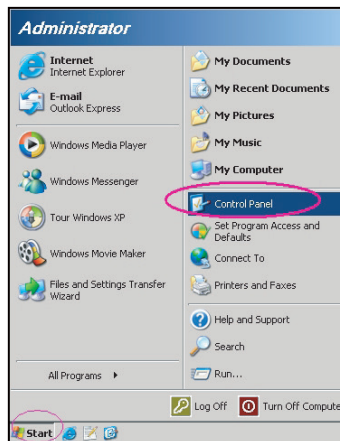 Administrator
Internet
Internet Explorer
E-mail
Outlook Express
Windows Media Player
Windows Messenger
Tour Windows XP
Windows Movie Maker
Files and Settings Transfer
Wizard
All Programs
My Documents
My Recent Documents
My Pictures
My Music
My Computer
Control Panel
Set Program Access and
Defaults
Connect To
Printers and Faxes
Help and Support
Search
Run...
Log Off
Turn Off Compute
Start